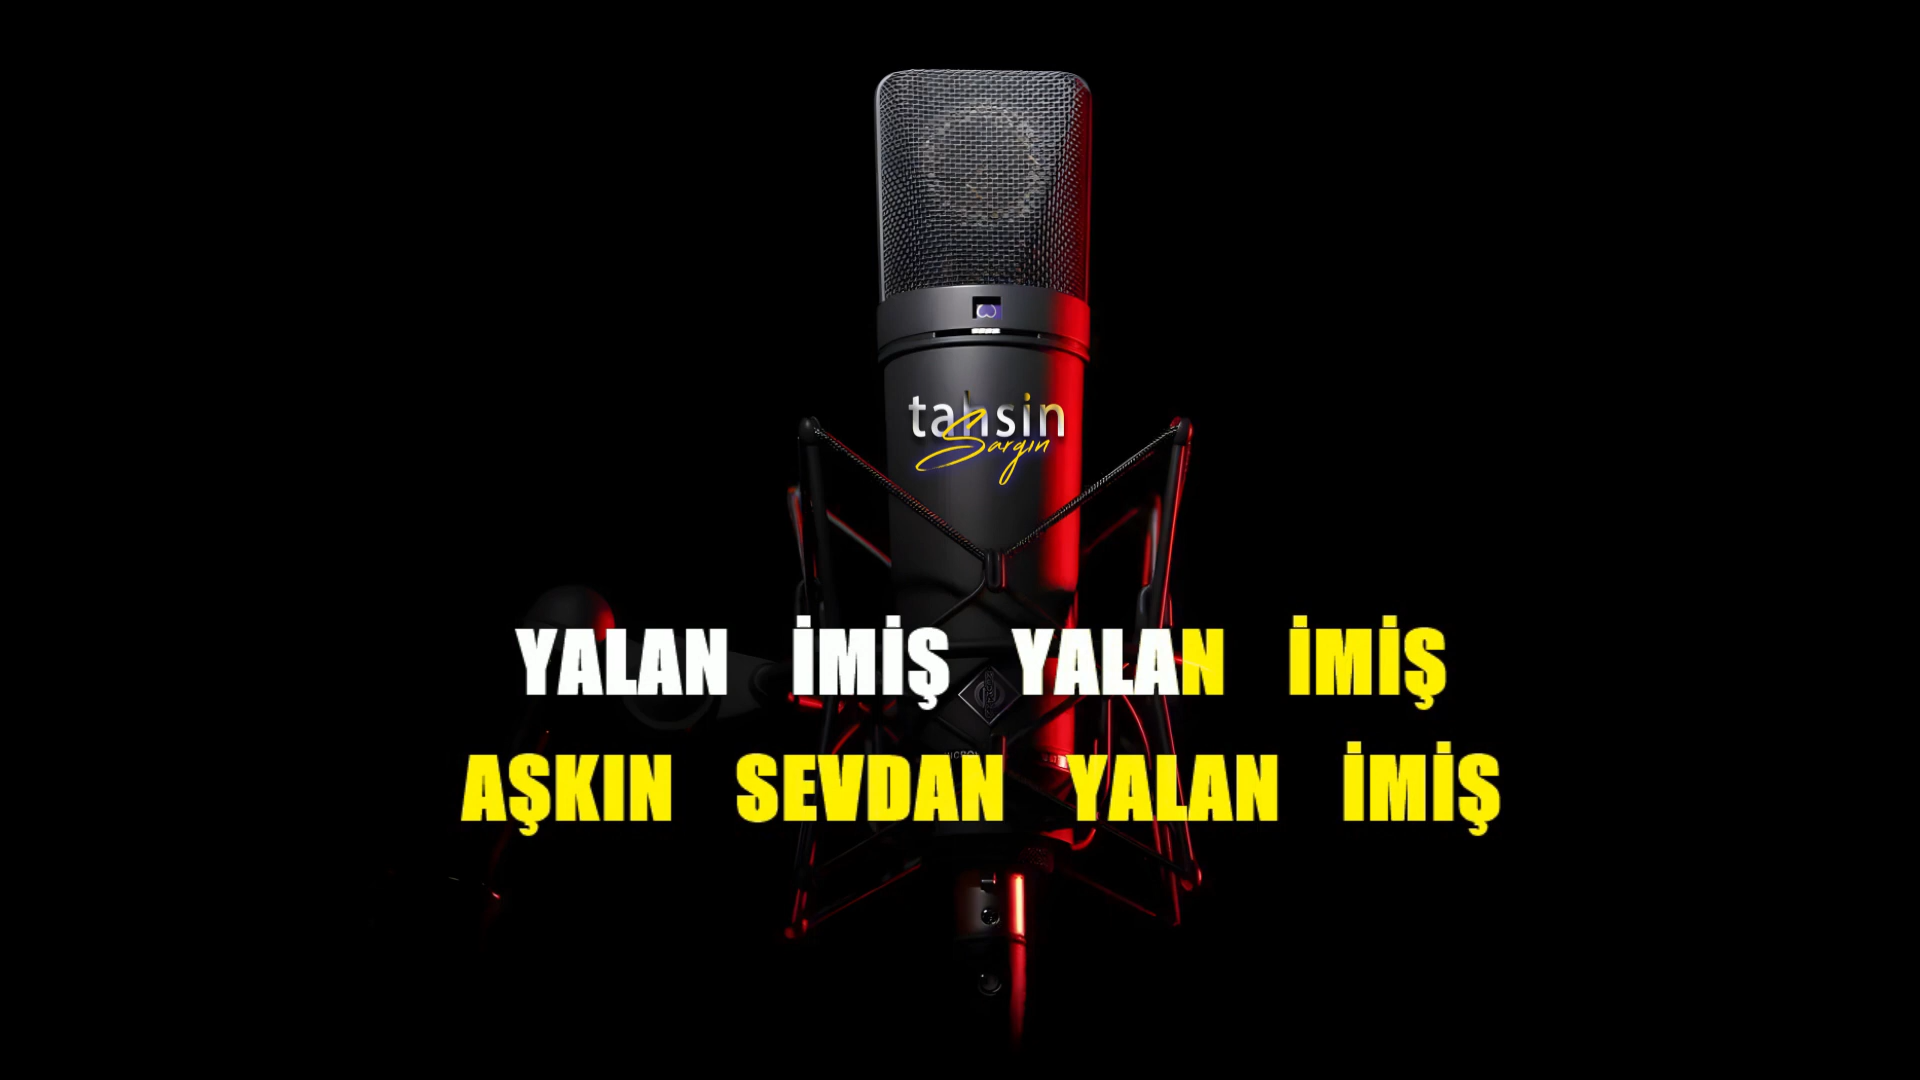 tahsin
Sargın
YALAN İMİŞ YALAN İMİŞ
AŞKIN SEVDAN YALAN İMİŞ